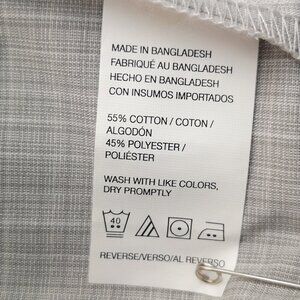 MADE IN BANGLADESH
FABRIQUÉ AU BANGLADESH
HECHO EN BANGLADESH
CON INSUMOS IMPORTADOS
55% COTTON / COTON /
ALGODÓN
45% POLYESTER /
POLIÉSTER
WASH WITH LIKE COLORS,
DRY PROMPTLY
40
REVERSE/VERSO/AL REVERSO